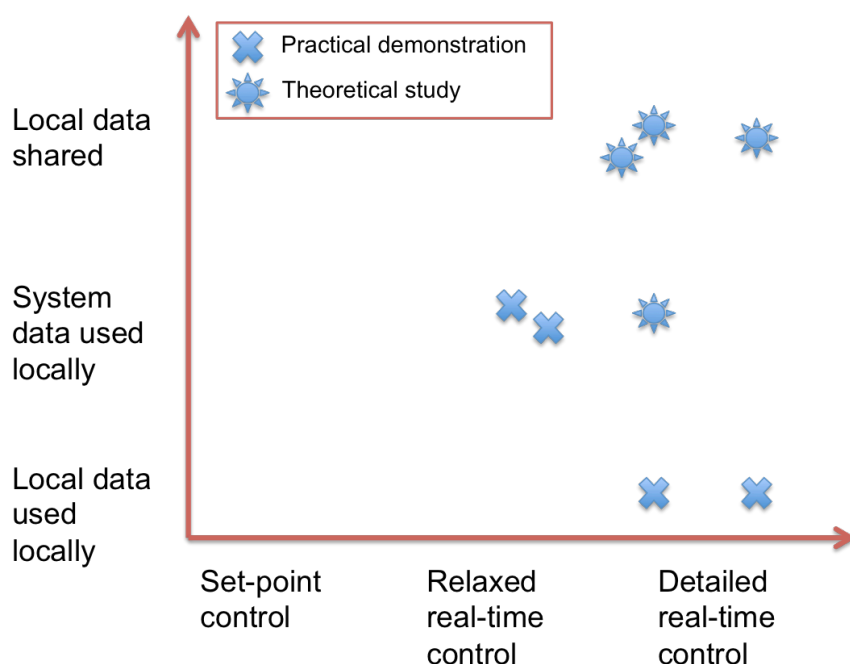 Practical demonstration
Theoretical study
Local data
shared
System
data used
locally
Local data
used
locally
Set-point
control
Relaxed
real-time
control
Detailed
real-time
control